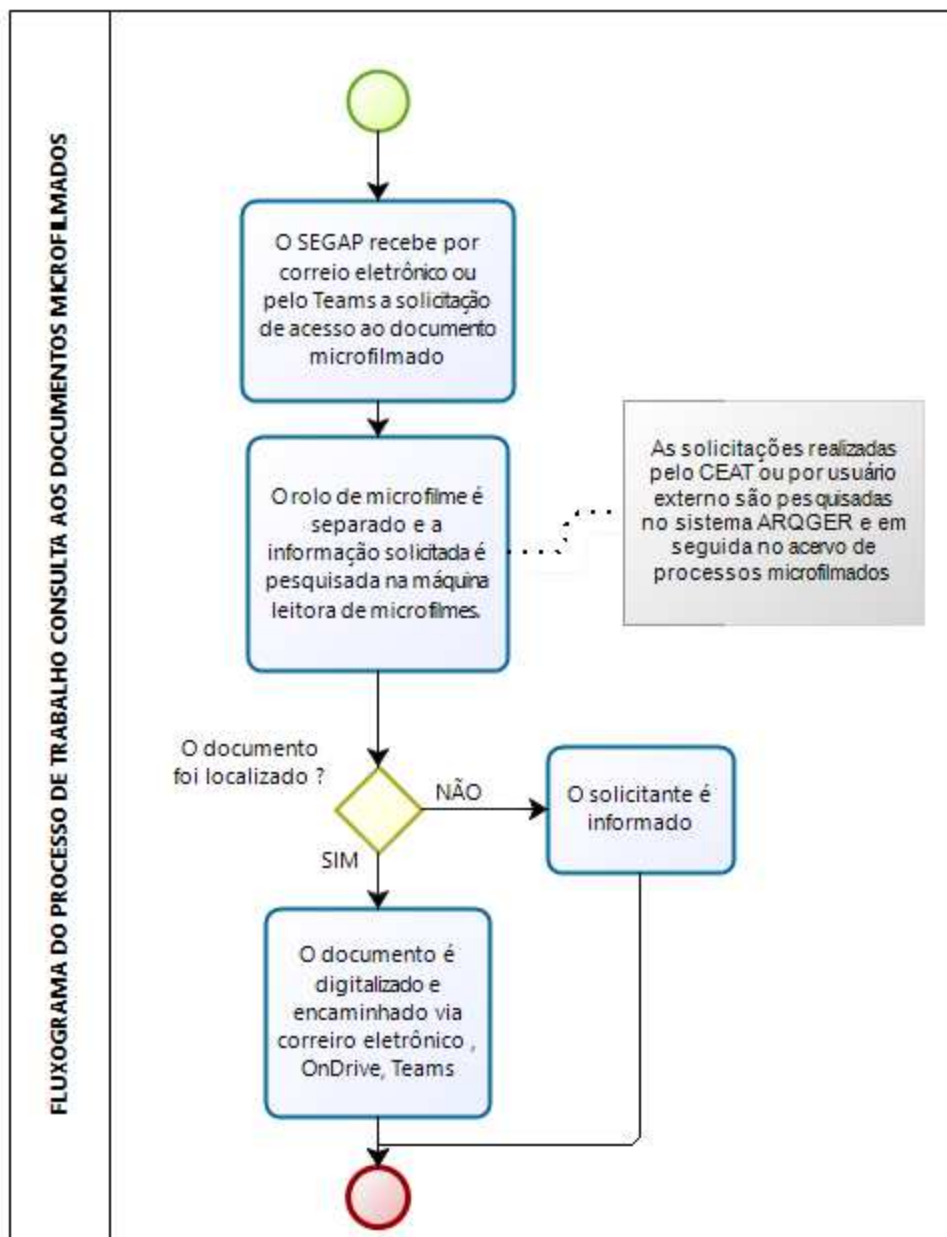 FLUXOGRAMA DO PROCESSO DE TRABALHO CONSULTA AOS DOCUMENTOS MICROFILMADOS
O SEGAP recebe por
correio eletrônico ou
pelo Teams a solicitação
de acesso ao documento
microfilmado
O rolo de microfilme é
separado e a
informação solicitada é
pesquisada na máquina
leitora de microfilmes.
As solicitações realizadas
pelo CEAT ou por usuário
externo são pesquisadas
no sistema ARQGER e em
seguida no acervo de
processos microfilmados
O documento
foi localizado ?
NÃO
O solicitante é
informado
SIM
O documento é
digitalizado e
encaminhado via
correiro eletrônico ,
OnDrive, Teams